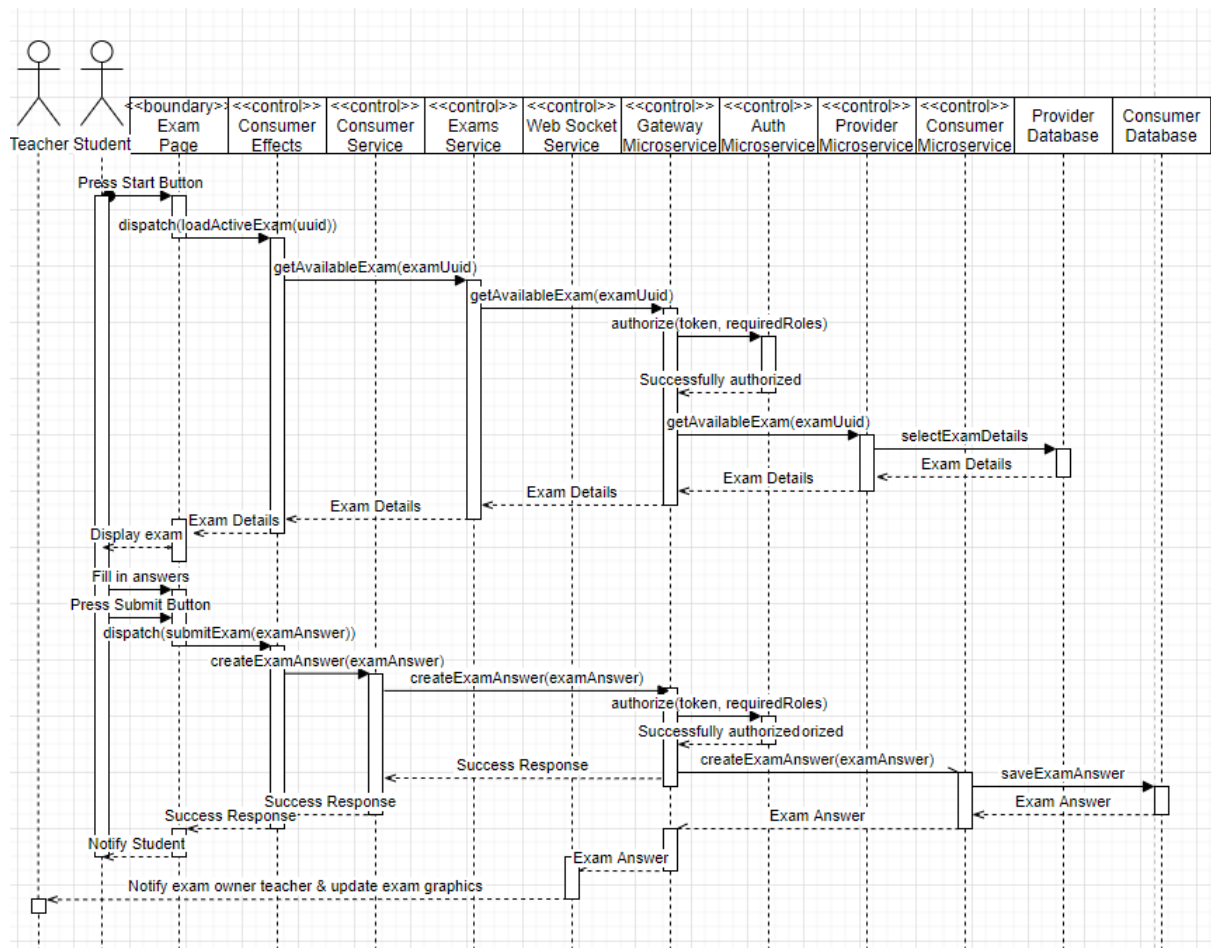 Teacher
Student
<<boundary>>
Exam
Page
<<control>>
Consumer
Effects
<<control>>
Consumer
Service
<<control>>
Exams
Service
<<control>>
Web Socket
Service
<<control>>
Gateway
Microservice
<<control>>
Auth
Microservice
<<control>>
Provider
Microservice
<<control>>
Consumer
Microservice
Provider
Database
Consumer
Database
Press Start Button
dispatch(loadActiveExam(uuid))
getAvailableExam(examUuid)
getAvailableExam(examUuid)
authorize(token, requiredRoles)
Successfully authorized
getAvailableExam(examUuid)
selectExamDetails
Exam Details
Exam Details
Exam Details
Exam Details
Exam Details
Display exam
Fill in answers
Press Submit Button
dispatch(submitExam(examAnswer))
createExamAnswer(examAnswer)
createExamAnswer(examAnswer)
authorize(token, requiredRoles)
Successfully authorized orized
createExamAnswer(examAnswer)
Success Response
saveExamAnswer
Success Response
Exam Answer
Success Response
Exam Answer
Notify Student
Exam Answer
Notify exam owner teacher & update exam graphics